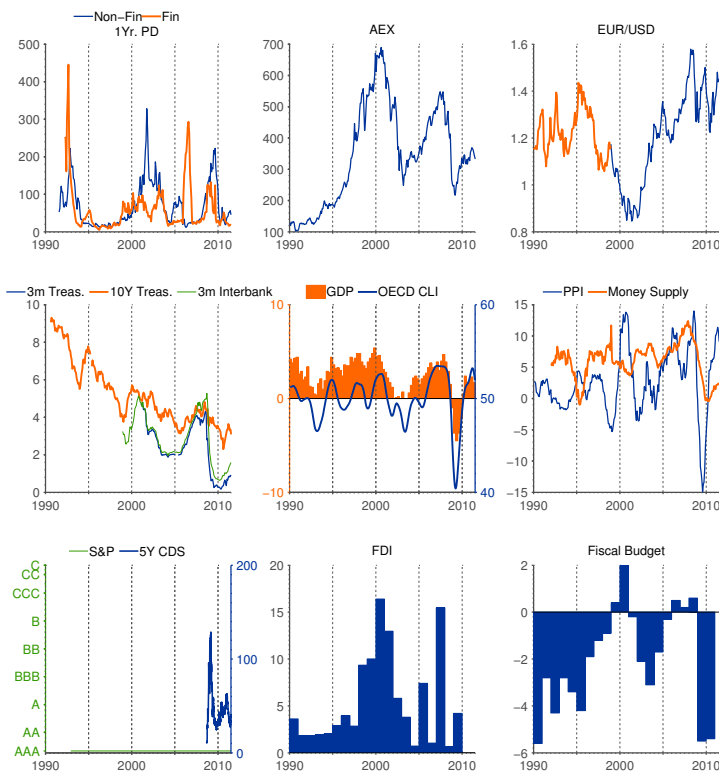 Non−Fin Fin
1Yr. PD
500
400
300
200
100
0
1990 2000 2010
AEX
700
600
500
400
300
200
100
1990 2000 2010
EUR/USD
1.6
1.4
1.2
1
0.8
1990 2000 2010
3m Treas. 10Y Treas. 3m Interbank
10
8
6
4
2
0
1990 2000 2010
GDP OECD CLI
10 60
0 50
−10 40
1990 2000 2010
PPI Money Supply
15
10
5
0
−5
−10
−15
1990 2000 2010
S&P 5Y CDS
C 200
CC
CCC
B
BB 100
BBB
A
AA
AAA 0
1990 2000 2010
FDI
20
15
10
5
0
1990 2000 2010
Fiscal Budget
2
0
−2
−4
−6
1990 2000 2010